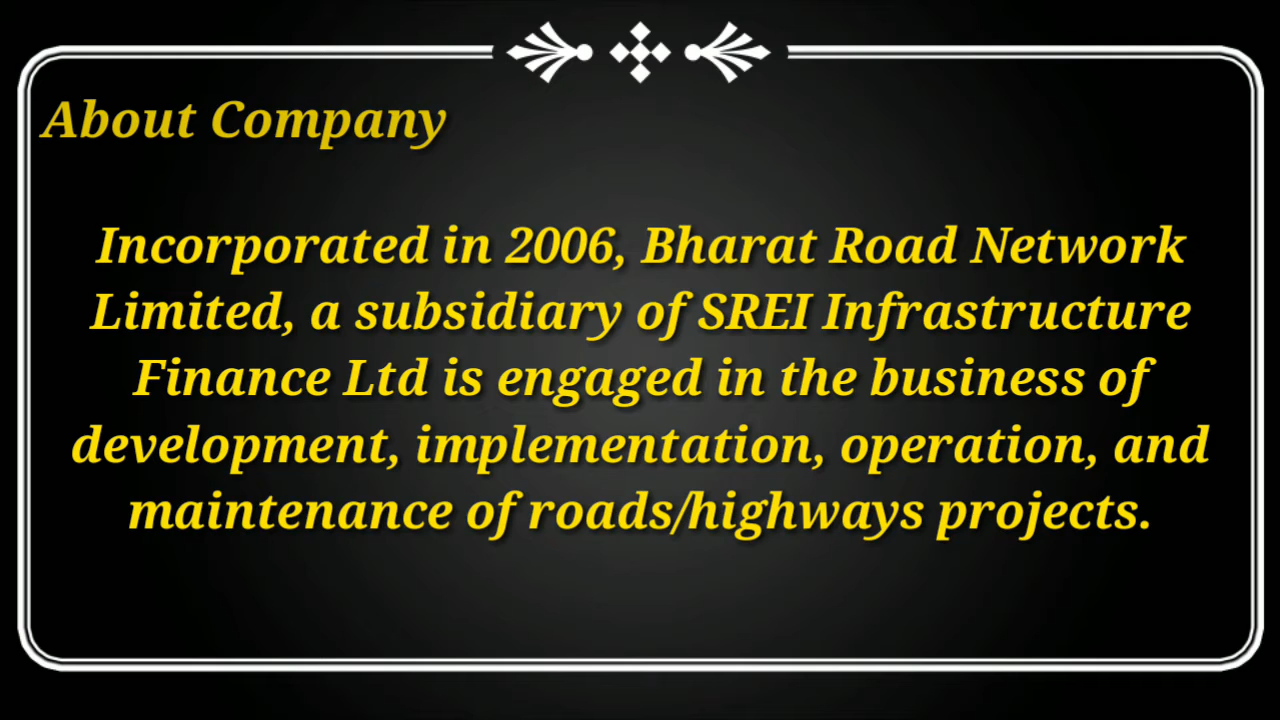 About Company
Incorporated in 2006, Bharat Road Network
Limited, a subsidiary of SREI Infrastructure
Finance Ltd is engaged in the business of
development, implementation, operation, and
maintenance of roads/highways projects.